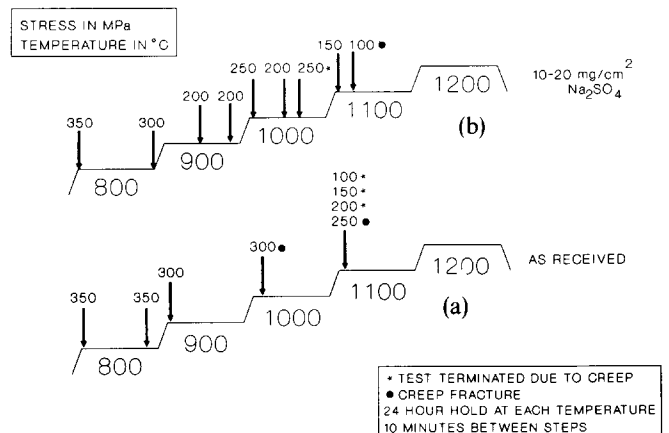 STRESS IN MPa
TEMPERATURE IN °C
150 100 ●
250 200 250*
200 200
350 300
10-20 mg/cm²
Na₂SO₄
1200
1100
1000
900
800
(b)
100 *
150 *
200 *
250 ●
300 ●
300
350 350
1200
1100
1000
900
800
AS RECEIVED
(a)
* TEST TERMINATED DUE TO CREEP
● CREEP FRACTURE
24 HOUR HOLD AT EACH TEMPERATURE
10 MINUTES BETWEEN STEPS